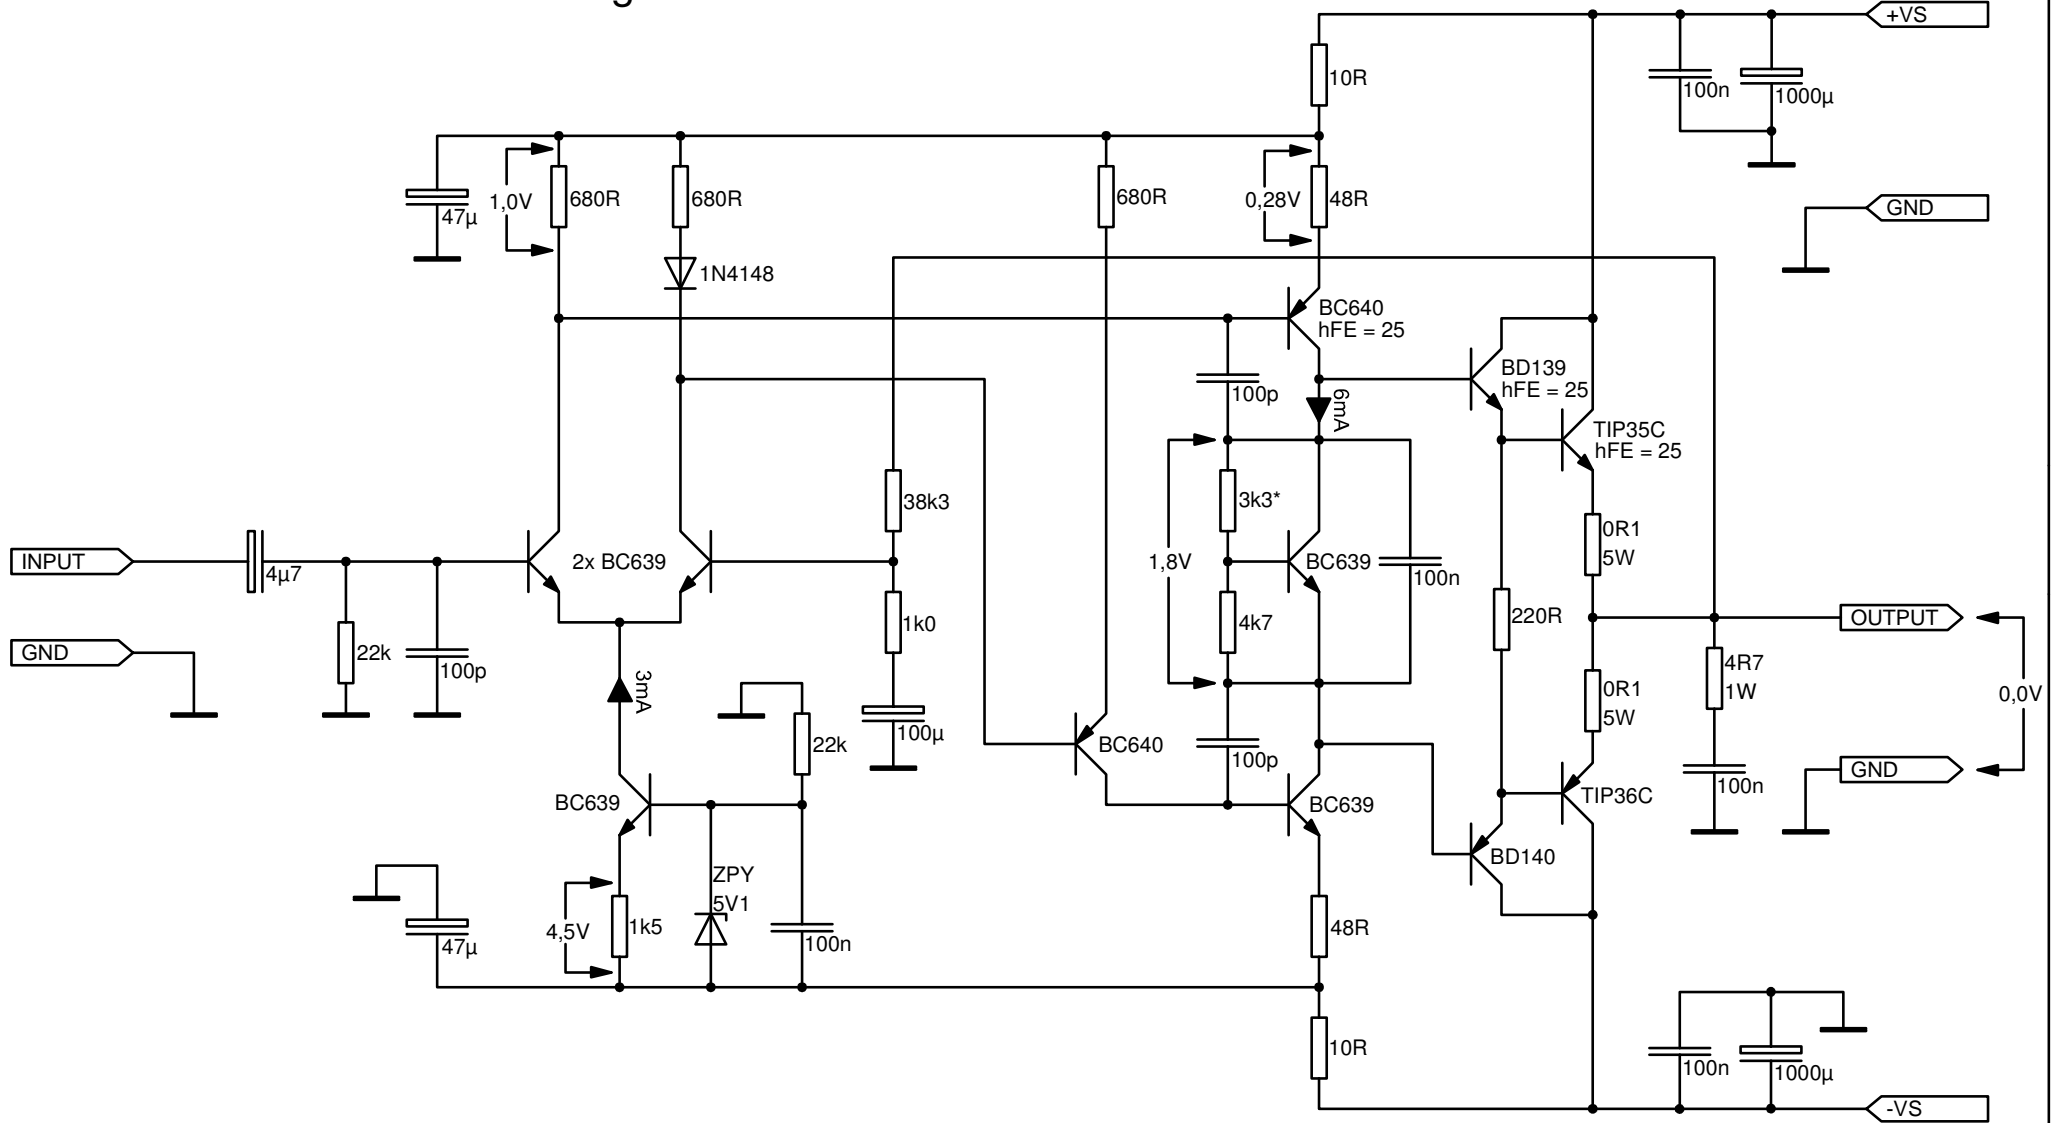 g
+VS
10R
100n
1000µ
1,0V
680R
680R
680R
0,28V
48R
47µ
GND
1N4148
BC640
hFE = 25
BD139
hFE = 25
100p
6mA
TIP35C
hFE = 25
38k3
3k3*
0R1
5W
INPUT
4µ7
2x BC639
1,8V
BC639
100n
1k0
4k7
220R
OUTPUT
GND
22k
100p
3mA
0R1
5W
4R7
1W
0,0V
100µ
22k
BC640
100p
GND
100n
BC639
BC639
TIP36C
BD140
ZPY
5V1
4,5V
1k5
47µ
100n
48R
10R
100n
1000µ
-VS